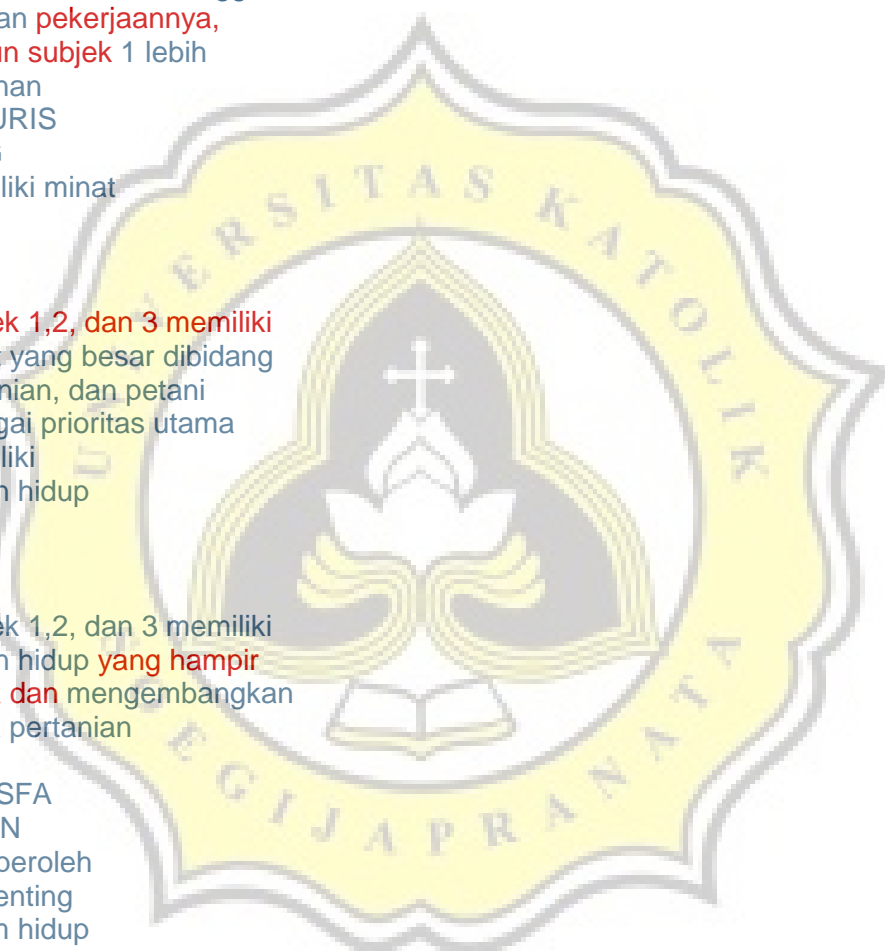 an pekerjaannya,
n subjek 1 lebih
nan
URIS
liki minat
ek 1,2, dan 3 memiliki
t yang besar dibidang
nian, dan petani
gai prioritas utama
liki
n hidup
ek 1,2, dan 3 memiliki
n hidup yang hampir
dan mengembangkan
pertanian
SFA
N
peroleh
enting
n hidup
UNIVERSITAS KATOLIK
SOEGIJAPRANATA